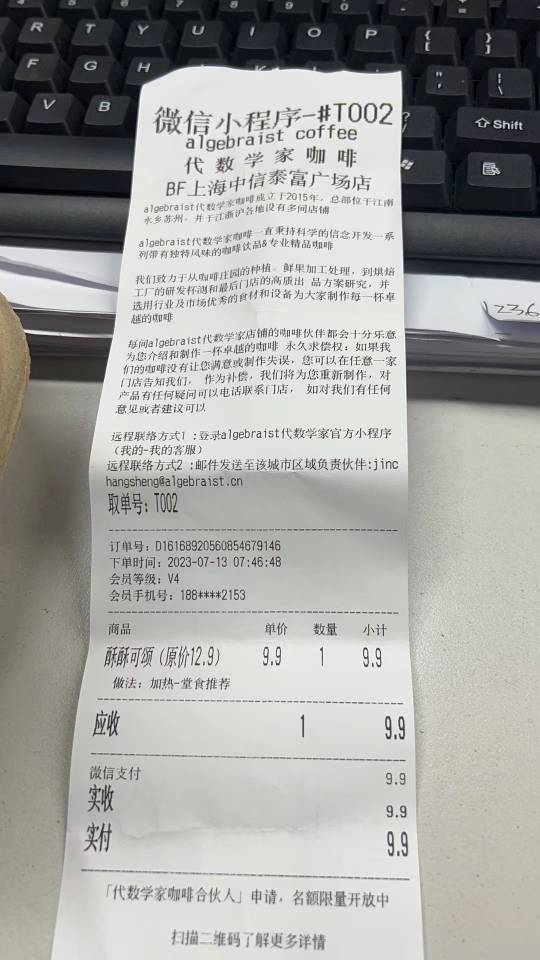 微信小程序-#T002
algebraist coffee
代数学家咖啡
BF上海中信泰富广场店
algebraist代数学家咖啡成立于2015年，总部位于江南
水乡苏州，并于江浙沪各地设有多间店铺
algebraist代数学家咖啡一直秉持科学的信念开发一系
列带有独特风味的咖啡饮品&专业精品咖啡
我们致力于从咖啡庄园的种植，鲜果加工处理，到烘焙
工厂的研发杯测和最后门店的高质出 品方案研究，并
选用行业及市场优秀的食材和设备为大家制作每一杯卓
越的咖啡
每间algebraist代数学家店铺的咖啡伙伴都会十分乐意
为您介绍和制作一杯卓越的咖啡 永久求偿权：如果我
们的咖啡没有让您满意或制作失误，您可以在任意一家
门店告知我们， 作为补偿，我们将为您重新制作，对
产品有任何疑问可以电话联系门店， 如对我们有任何
意见或者建议可以
远程联络方式1 :登录algebraist代数学家官方小程序
（我的-我的客服）
远程联络方式2 :邮件发送至该城市区域负责伙伴:jinc
hangsheng@algebraist.cn
取单号: T002
订单号: D16168920560854679146
下单时间: 2023-07-13 07:46:48
会员等级: V4
会员手机号: 188****2153
商品 单价 数量 小计
酥酥可颂（原价12.9） 9.9 1 9.9
做法: 加热-堂食推荐
应收 1 9.9
微信支付 9.9
实收 9.9
实付 9.9
「代数学家咖啡合伙人」申请，名额限量开放中
扫描二维码了解更多详情
Y U I O P
F G H
V B
Shift
1236